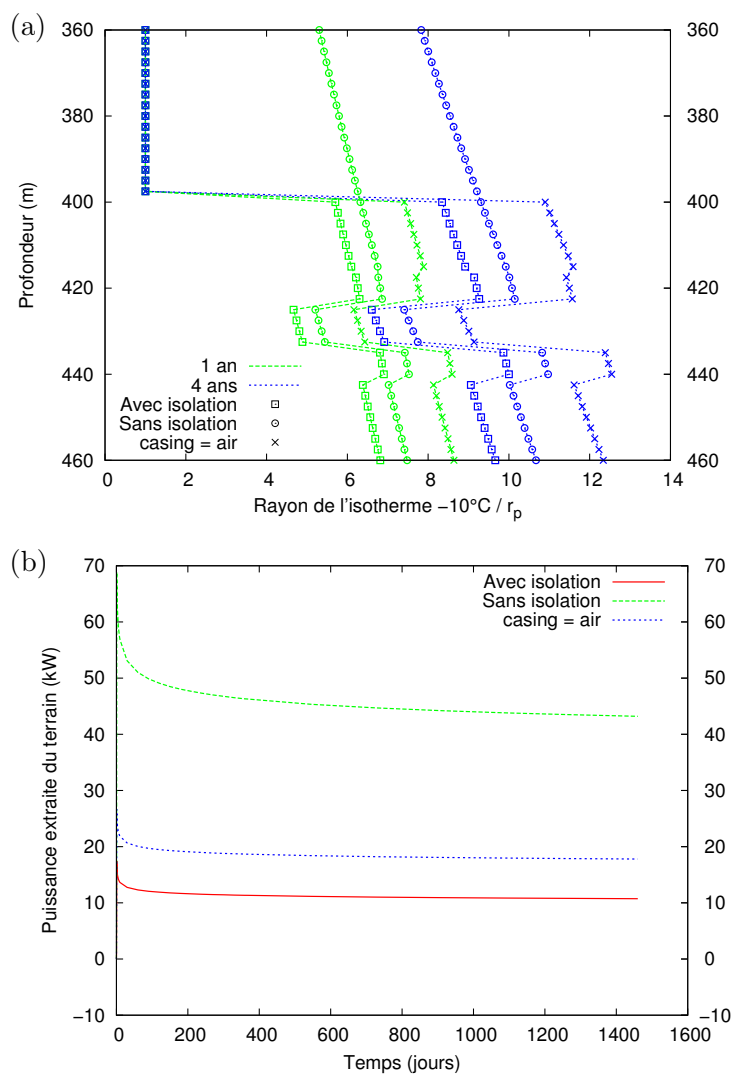 (a)
360 360
380 380
400 400
420 420
440 440
460 460
Profondeur (m)
1 an
4 ans
Avec isolation
Sans isolation
casing = air
0 2 4 6 8 10 12 14
Rayon de l'isotherme −10°C / rp
(b)
70 70
60 60
50 50
40 40
30 30
20 20
10 10
0 0
−10 −10
Puissance extraite du terrain (kW)
Avec isolation
Sans isolation
casing = air
0 200 400 600 800 1000 1200 1400 1600
Temps (jours)